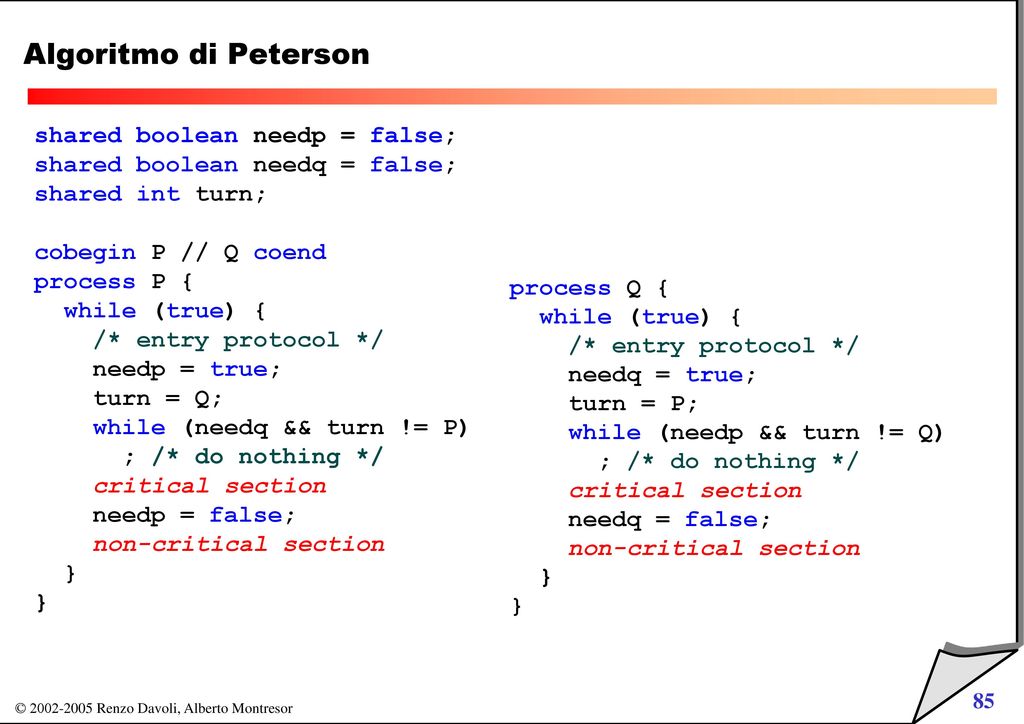 Algoritmo di Peterson
shared boolean needp = false;
shared boolean needq = false;
shared int turn;
cobegin P // Q coend
process P {
while (true) {
/* entry protocol */
needp = true;
turn = Q;
while (needq && turn != P)
; /* do nothing */
critical section
needp = false;
non-critical section
}
}
process Q {
while (true) {
/* entry protocol */
needq = true;
turn = P;
while (needp && turn != Q)
; /* do nothing */
critical section
needq = false;
non-critical section
}
}
© 2002-2005 Renzo Davoli, Alberto Montresor
85